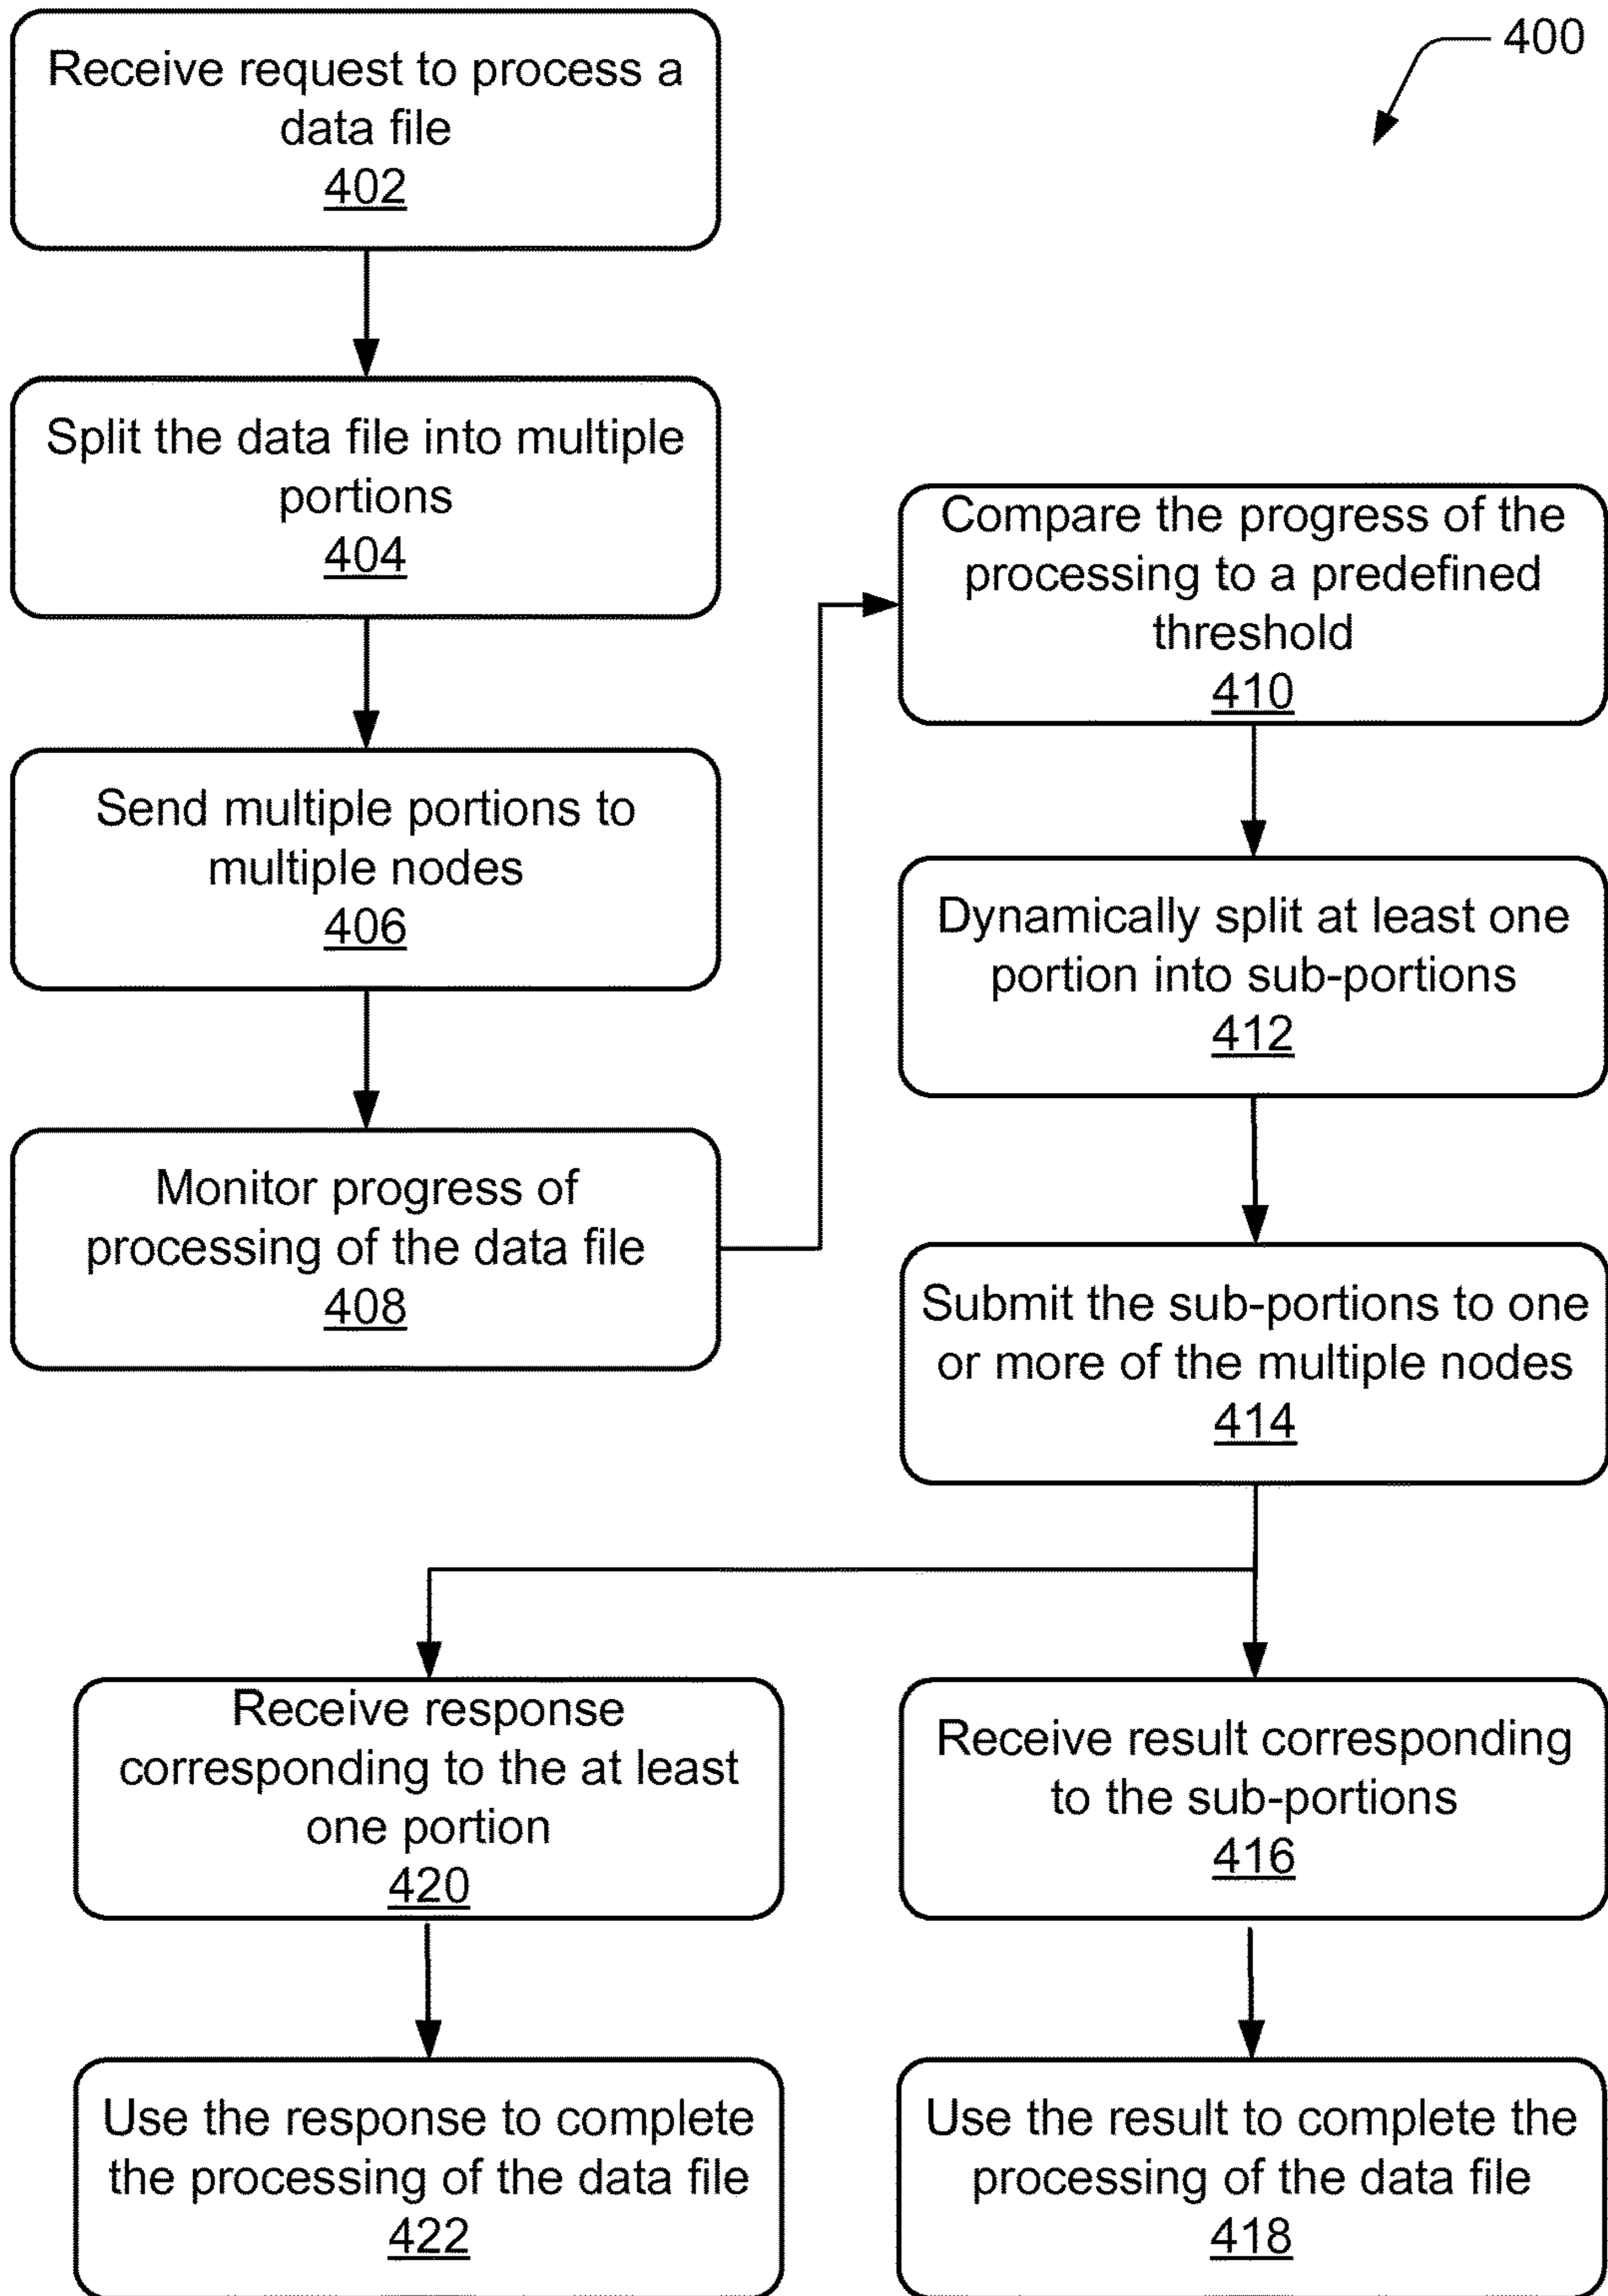 400
Receive request to process a
data file
402
Split the data file into multiple
portions
404
Send multiple portions to
multiple nodes
406
Monitor progress of
processing of the data file
408
Compare the progress of the
processing to a predefined
threshold
410
Dynamically split at least one
portion into sub-portions
412
Submit the sub-portions to one
or more of the multiple nodes
414
Receive response
corresponding to the at least
one portion
420
Use the response to complete
the processing of the data file
422
Receive result corresponding
to the sub-portions
416
Use the result to complete the
processing of the data file
418